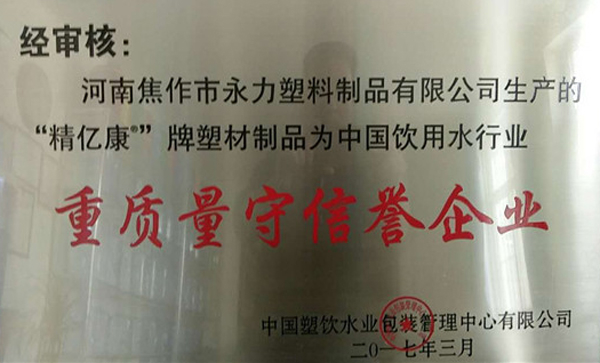 经审核：
河南焦作市永力塑料制品有限公司生产的
“精亿康®”牌塑材制品为中国饮用水行业
重质量守信誉企业
中国塑饮水业包装管理中心有限公司
二0一七年三月